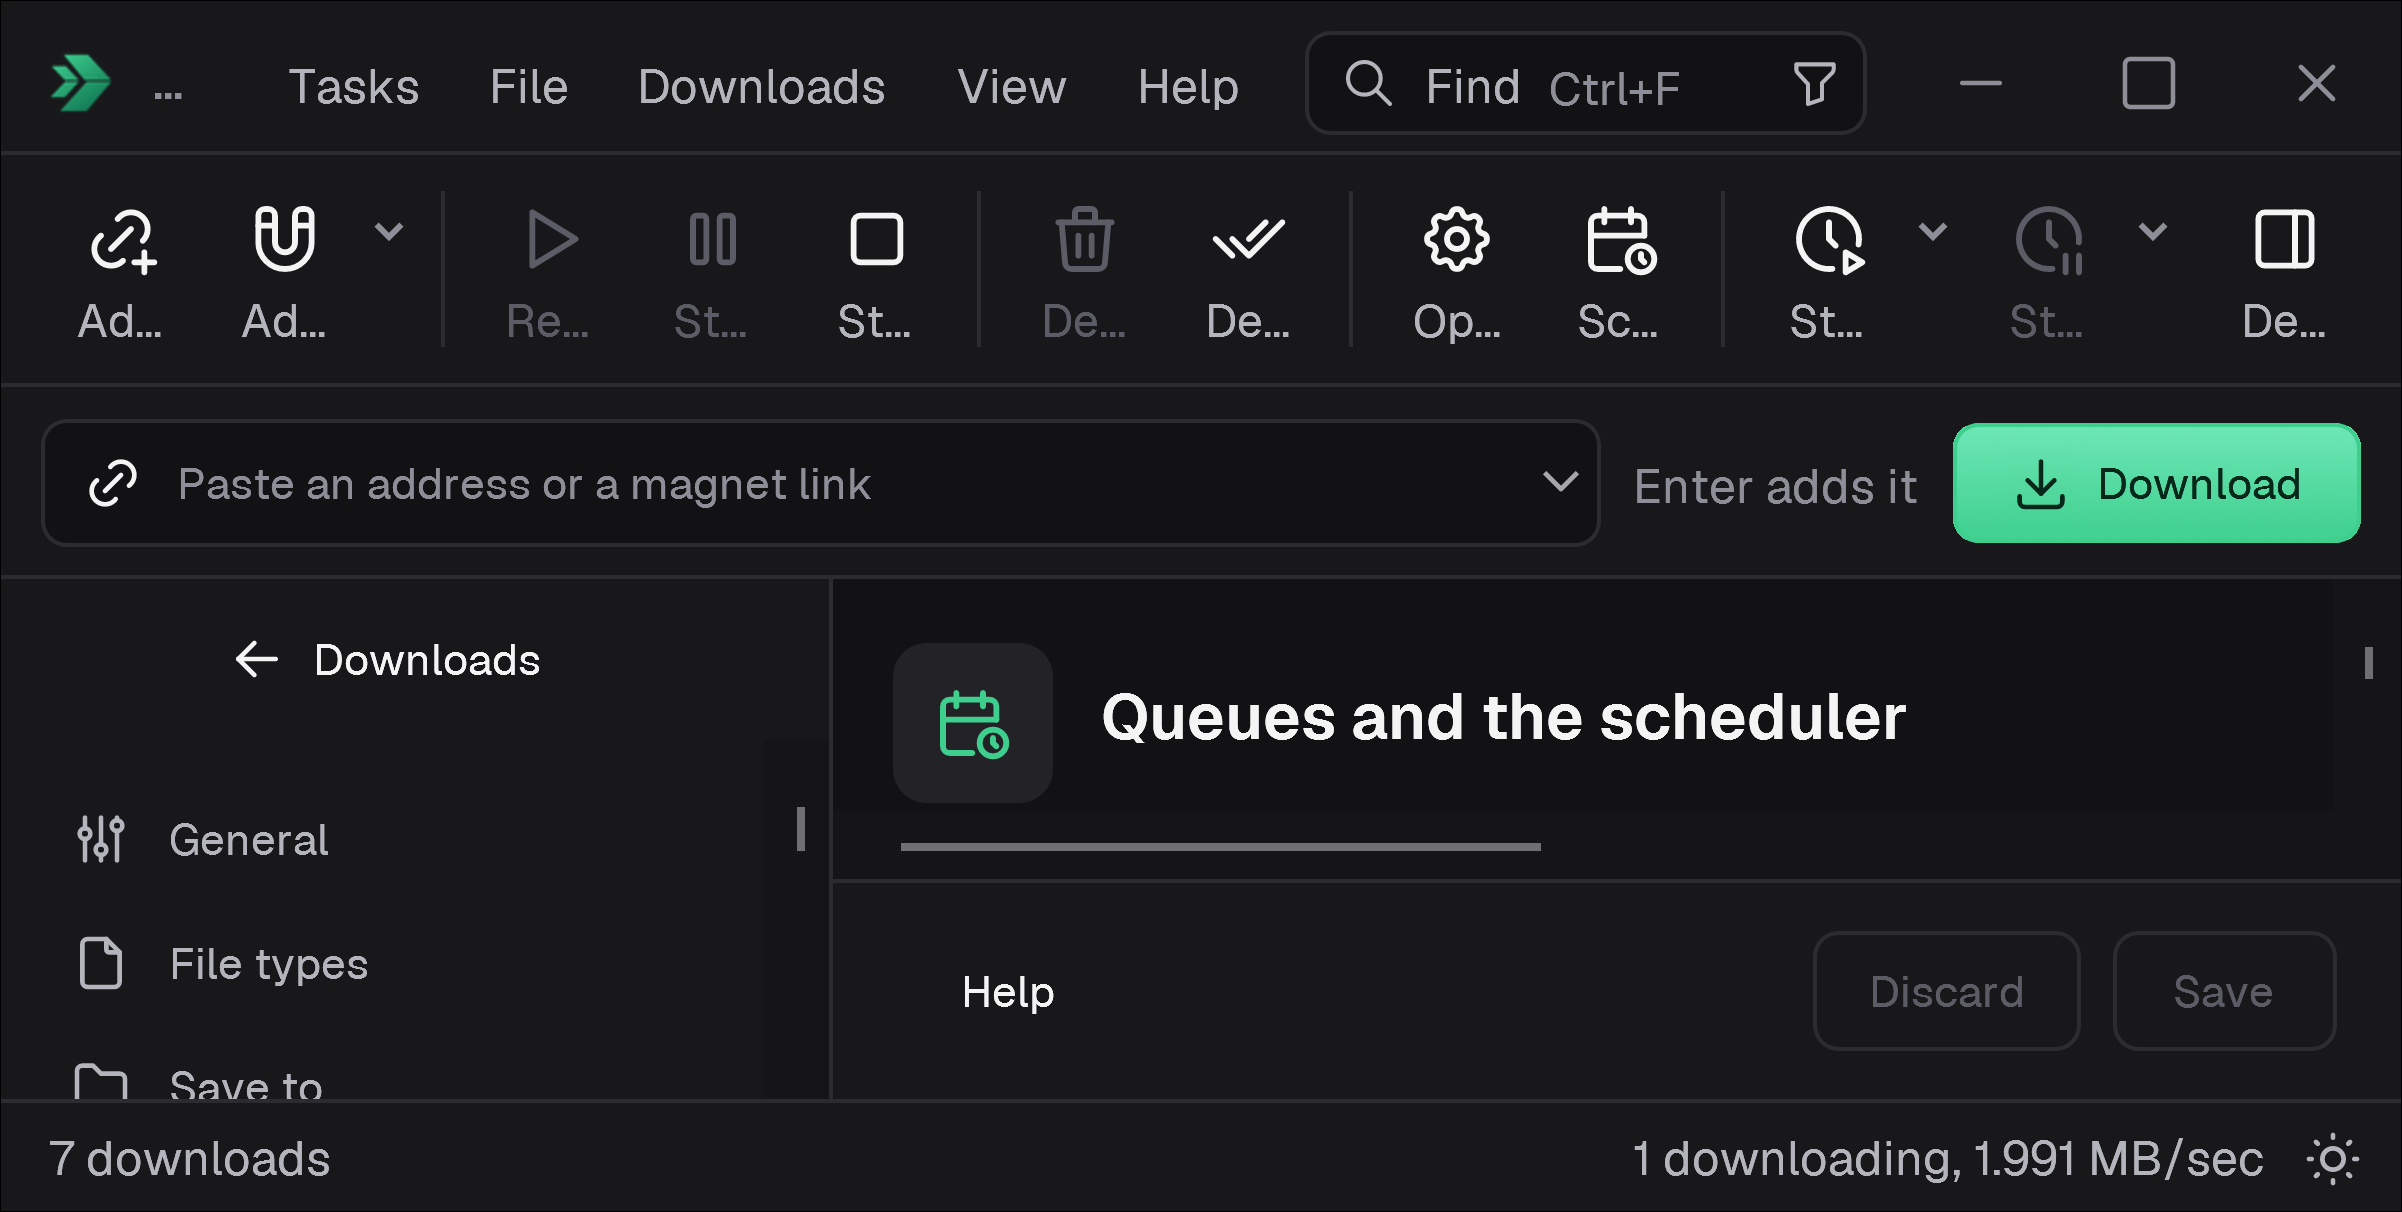 ... Tasks File Downloads View Help Find Ctrl+F
Ad... Ad... Re... St... St... De... De... Op... Sc... St... St... De...
Paste an address or a magnet link Enter adds it Download
Downloads
Queues and the scheduler
General
File types
Save to
Help Discard Save
7 downloads 1 downloading, 1.991 MB/sec